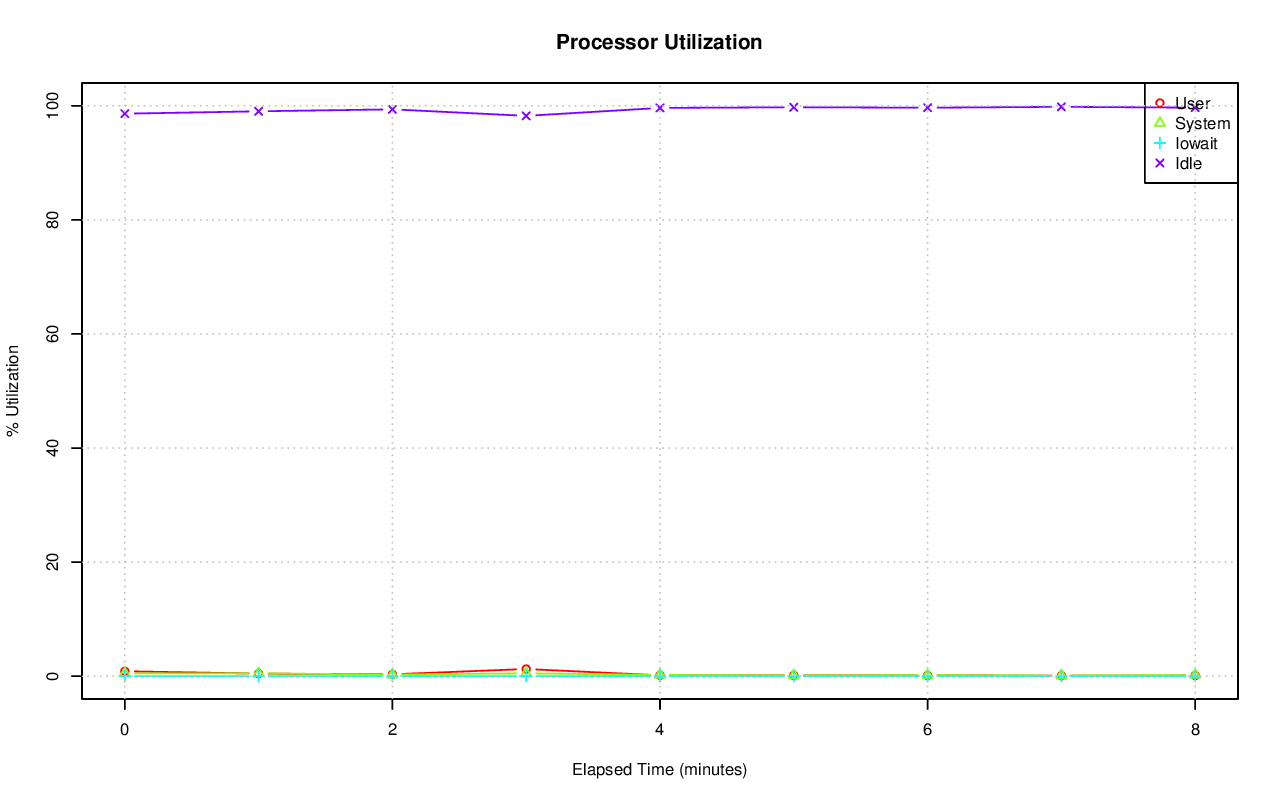 Processor Utilization
100
80
60
40
20
0
% Utilization
User
System
Iowait
Idle
0 2 4 6 8
Elapsed Time (minutes)